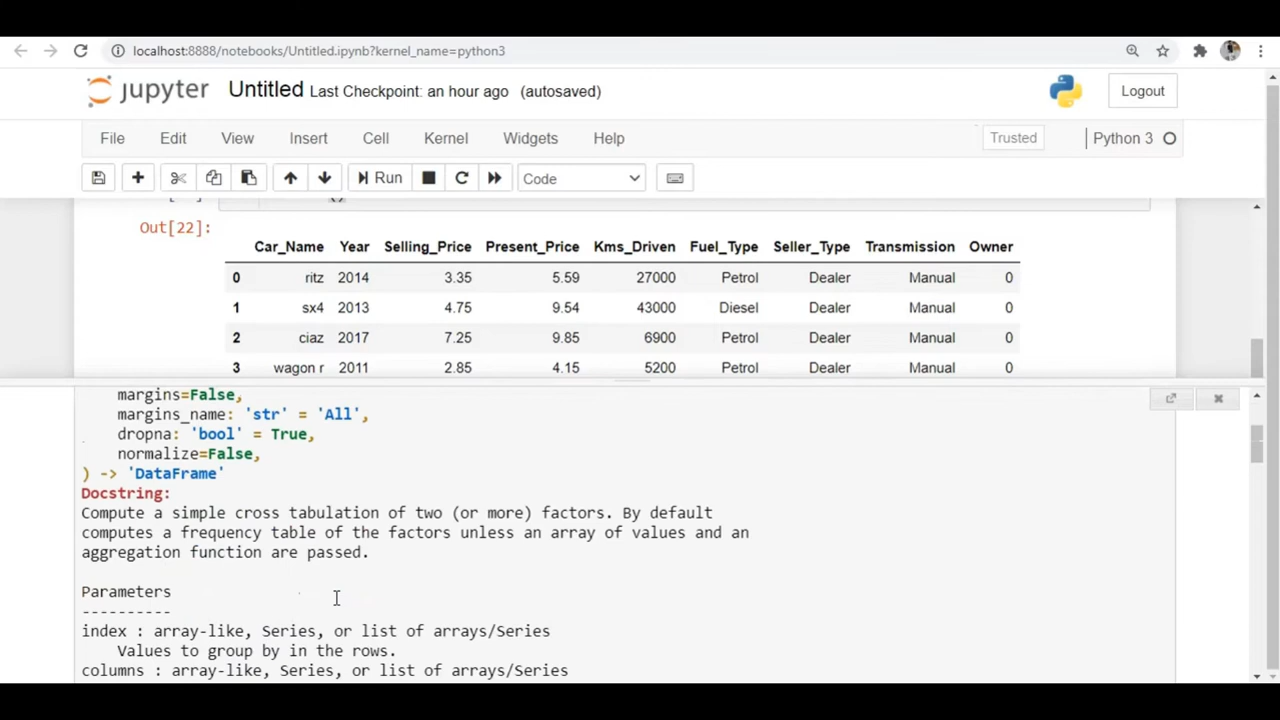 localhost:8888/notebooks/Untitled.ipynb?kernel_name=python3
jupyter Untitled Last Checkpoint: an hour ago (autosaved) Logout
File Edit View Insert Cell Kernel Widgets Help Trusted Python 3
Run Code
()
Out[22]:
Car_Name Year Selling_Price Present_Price Kms_Driven Fuel_Type Seller_Type Transmission Owner
0 ritz 2014 3.35 5.59 27000 Petrol Dealer Manual 0
1 sx4 2013 4.75 9.54 43000 Diesel Dealer Manual 0
2 ciaz 2017 7.25 9.85 6900 Petrol Dealer Manual 0
3 wagon r 2011 2.85 4.15 5200 Petrol Dealer Manual 0
margins=False,
margins_name: 'str' = 'All',
dropna: 'bool' = True,
normalize=False,
) -> 'DataFrame'
Docstring:
Compute a simple cross tabulation of two (or more) factors. By default
computes a frequency table of the factors unless an array of values and an
aggregation function are passed.
Parameters
----------
index : array-like, Series, or list of arrays/Series
Values to group by in the rows.
columns : array-like, Series, or list of arrays/Series